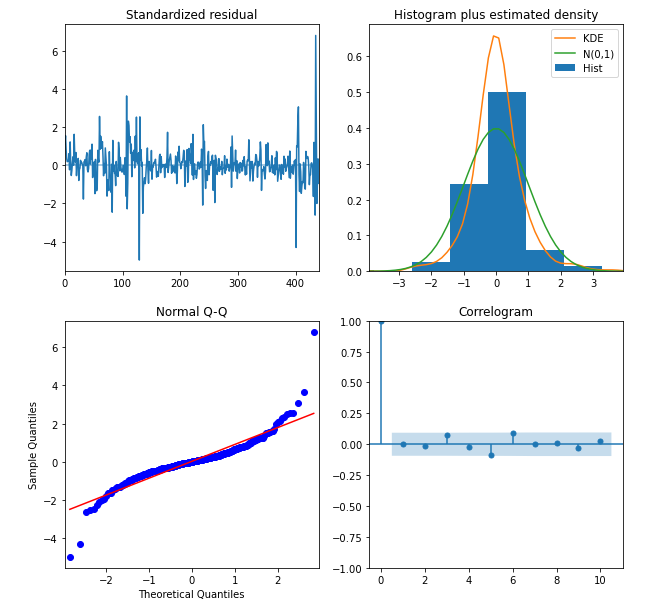 Standardized residual
6
4
2
0
−2
−4
0 100 200 300 400
Histogram plus estimated density
KDE
N(0,1)
Hist
0.6
0.5
0.4
0.3
0.2
0.1
0.0
−3 −2 −1 0 1 2 3
Normal Q-Q
Sample Quantiles
6
4
2
0
−2
−4
−2 −1 0 1 2
Theoretical Quantiles
Correlogram
1.00
0.75
0.50
0.25
0.00
−0.25
−0.50
−0.75
−1.00
0 2 4 6 8 10